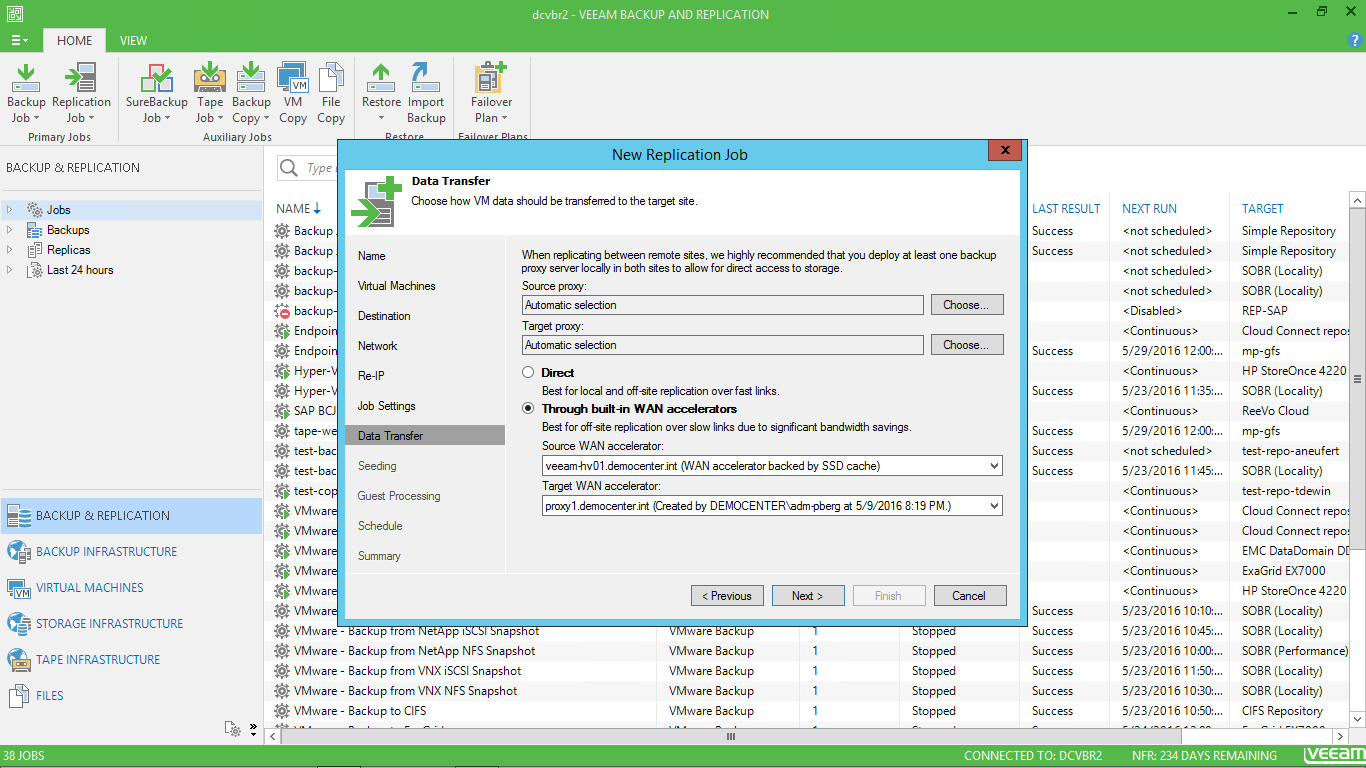 dcvbr2 - VEEAM BACKUP AND REPLICATION
HOME VIEW
Backup Job
Replication Job
SureBackup Job
Tape Job
Backup Copy
VM Copy
File Copy
Restore
Import Backup
Failover Plan
Primary Jobs
Auxiliary Jobs
Restore
Failover Plans
BACKUP & REPLICATION
Jobs
Backups
Replicas
Last 24 hours
BACKUP & REPLICATION
BACKUP INFRASTRUCTURE
VIRTUAL MACHINES
STORAGE INFRASTRUCTURE
TAPE INFRASTRUCTURE
FILES
New Replication Job
Data Transfer
Choose how VM data should be transferred to the target site.
Name
Virtual Machines
Destination
Network
Re-IP
Job Settings
Data Transfer
Seeding
Guest Processing
Schedule
Summary
When replicating between remote sites, we highly recommended that you deploy at least one backup
proxy server locally in both sites to allow for direct access to storage.
Source proxy:
Automatic selection Choose...
Target proxy:
Automatic selection Choose...
Direct
Best for local and off-site replication over fast links.
Through built-in WAN accelerators
Best for off-site replication over slow links due to significant bandwidth savings.
Source WAN accelerator:
veeam-hv01.democenter.int (WAN accelerator backed by SSD cache)
Target WAN accelerator:
proxy1.democenter.int (Created by DEMOCENTER\adm-pberg at 5/9/2016 8:19 PM.)
< Previous Next > Finish Cancel
Type
NAME LAST RESULT NEXT RUN TARGET
Backup Success <not scheduled> Simple Repository
Backup Success <not scheduled> Simple Repository
backup- <not scheduled> SOBR (Locality)
backup- <not scheduled> SOBR (Locality)
backup- <Disabled> REP-SAP
Endpoin <Continuous> Cloud Connect repos
Endpoin Success 5/29/2016 12:00:... mp-gfs
Hyper-V <Continuous> HP StoreOnce 4220
Hyper-V Success 5/23/2016 11:35:... SOBR (Locality)
SAP BCJ <Continuous> ReeVo Cloud
tape-we Success 5/29/2016 12:00:... mp-gfs
test-bac Success <not scheduled> test-repo-aneufert
test-bac Success 5/23/2016 11:45:... SOBR (Locality)
test-cop <Continuous> test-repo-tdewin
VMware <Continuous> Cloud Connect repos
VMware <Continuous> Cloud Connect repos
VMware <Continuous> EMC DataDomain DD
VMware <Continuous> ExaGrid EX7000
VMware <Continuous> HP StoreOnce 4220
VMware Success 5/23/2016 10:10:... SOBR (Locality)
VMware - Backup from NetApp iSCSI Snapshot VMware Backup 1 Stopped Success 5/23/2016 10:45:... SOBR (Locality)
VMware - Backup from NetApp NFS Snapshot VMware Backup 1 Stopped Success 5/23/2016 10:00:... SOBR (Performance)
VMware - Backup from VNX iSCSI Snapshot VMware Backup 1 Stopped Success 5/23/2016 11:50:... SOBR (Locality)
VMware - Backup from VNX NFS Snapshot VMware Backup 1 Stopped Success 5/23/2016 10:30:... SOBR (Locality)
VMware - Backup to CIFS VMware Backup 1 Stopped Success 5/23/2016 10:50:... CIFS Repository
38 JOBS CONNECTED TO: DCVBR2 NFR: 234 DAYS REMAINING veeam